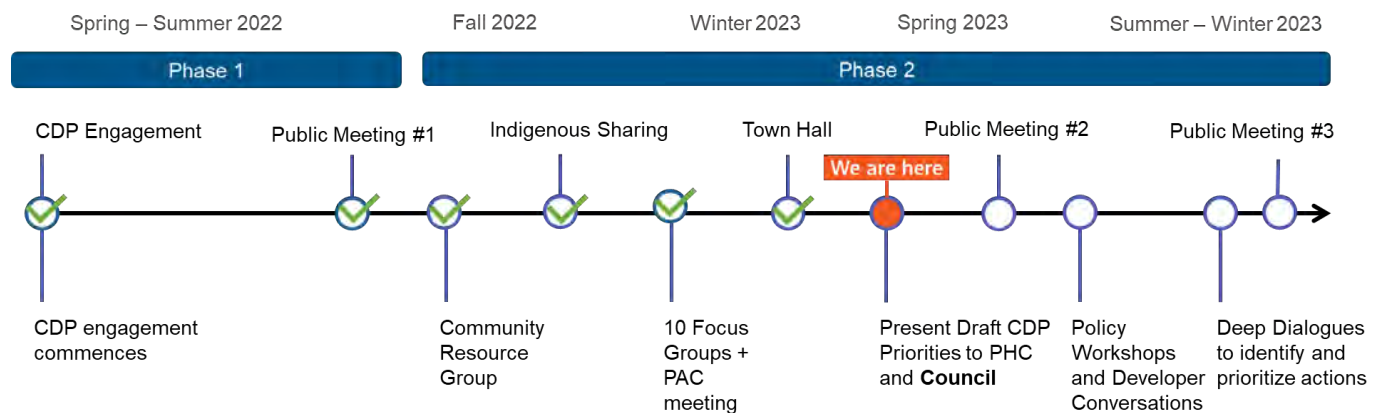 Spring – Summer 2022
Fall 2022
Winter 2023
Spring 2023
Summer – Winter 2023
Phase 1
Phase 2
CDP Engagement
Public Meeting #1
Indigenous Sharing
Town Hall
Public Meeting #2
Public Meeting #3
We are here
CDP engagement
commences
Community
Resource
Group
10 Focus
Groups +
PAC
meeting
Present Draft CDP
Priorities to PHC
and Council
Policy
Workshops
and Developer
Conversations
Deep Dialogues
to identify and
prioritize actions